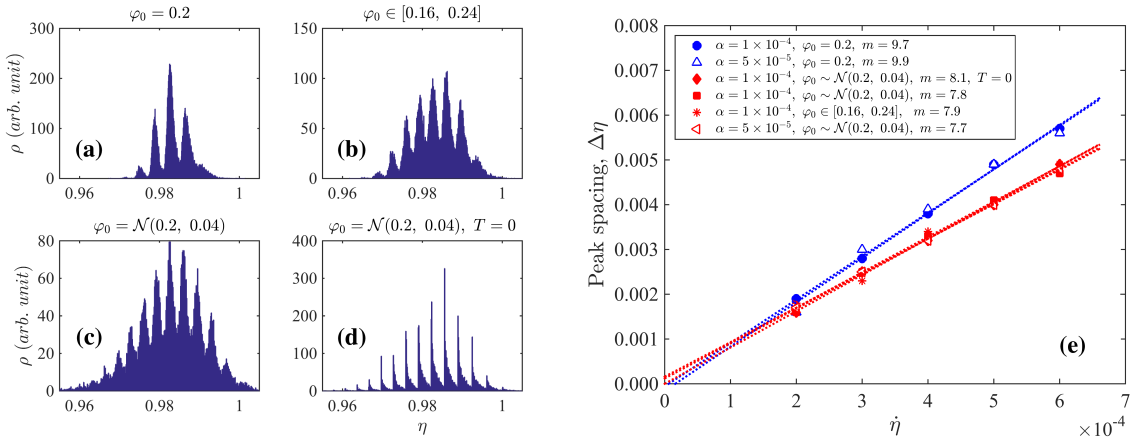 φ₀ = 0.2
φ₀ ∈ [0.16, 0.24]
ρ (arb. unit)
300
200
100
0
(a)
0.96 0.98 1
150
100
50
0
(b)
0.96 0.98 1
φ₀ = 𝒩(0.2, 0.04)
φ₀ = 𝒩(0.2, 0.04), T = 0
ρ (arb. unit)
80
60
40
20
0
(c)
0.96 0.98 1
400
300
200
100
0
(d)
0.96 0.98 1
η
Peak spacing, Δη
0.008
0.007
0.006
0.005
0.004
0.003
0.002
0.001
0.000
α = 1 × 10⁻⁴, φ₀ = 0.2, m = 9.7
α = 5 × 10⁻⁵, φ₀ = 0.2, m = 9.9
α = 1 × 10⁻⁴, φ₀ ∼ 𝒩(0.2, 0.04), m = 8.1, T = 0
α = 1 × 10⁻⁴, φ₀ ∼ 𝒩(0.2, 0.04), m = 7.8
α = 1 × 10⁻⁴, φ₀ ∈ [0.16, 0.24], m = 7.9
α = 5 × 10⁻⁵, φ₀ ∼ 𝒩(0.2, 0.04), m = 7.7
(e)
0 1 2 3 4 5 6 7
η̇
×10⁻⁴